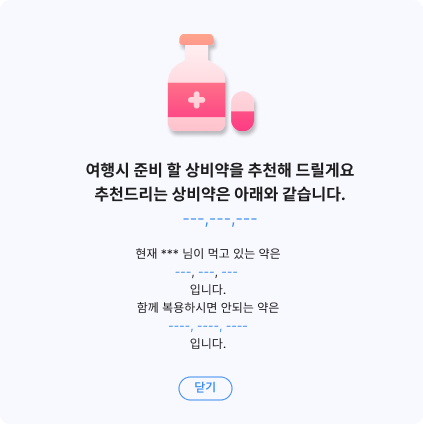 여행시 준비 할 상비약을 추천해 드릴게요
추천드리는 상비약은 아래와 같습니다.
---,---,---
현재 *** 님이 먹고 있는 약은
---, ---, ---
입니다.
함께 복용하시면 안되는 약은
----, ----, ----
입니다.
닫기